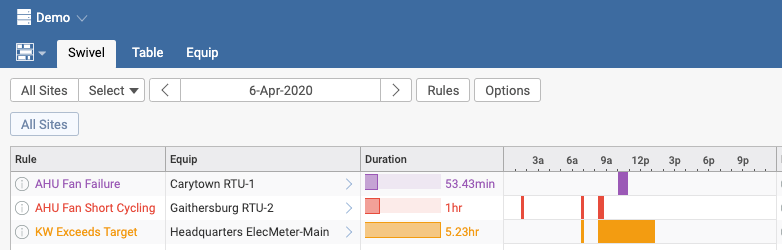 Demo
Swivel Table Equip
All Sites Select 6-Apr-2020 Rules Options
All Sites
Rule Equip Duration 3a 6a 9a 12p 3p 6p 9p
AHU Fan Failure Carytown RTU-1 53.43min
AHU Fan Short Cycling Gaithersburg RTU-2 1hr
KW Exceeds Target Headquarters ElecMeter-Main 5.23hr